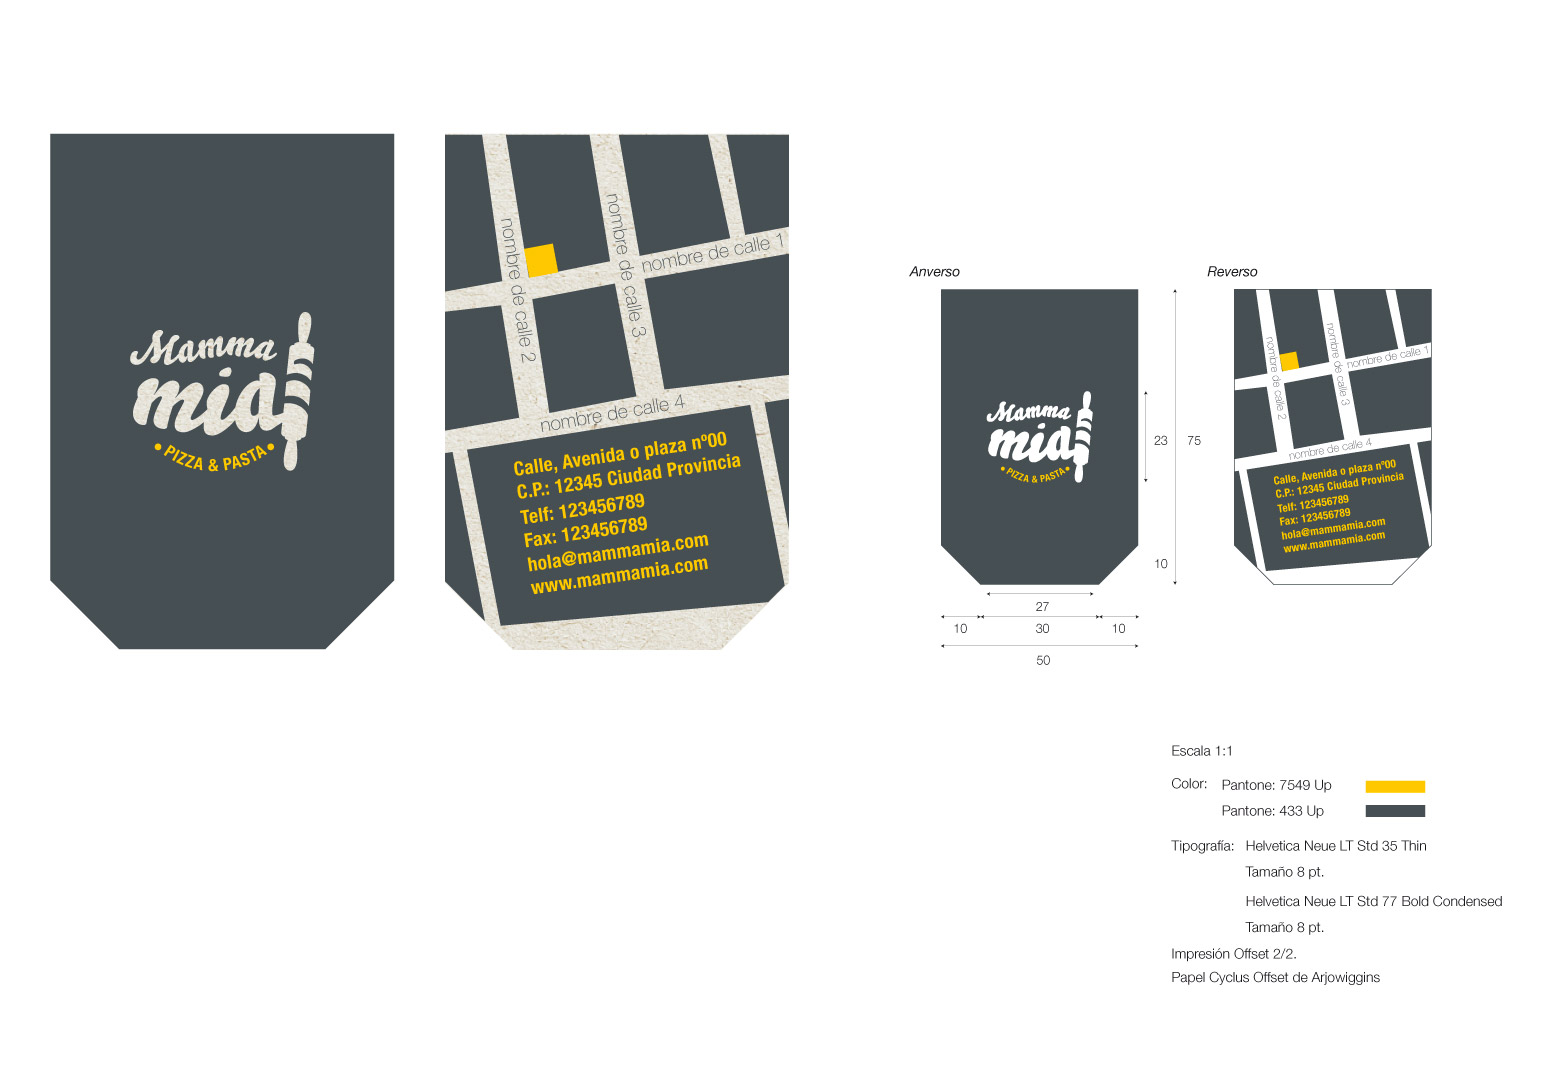 Mamma
mia
• PIZZA & PASTA •
nombre de calle 2
nombre de calle 3
nombre de calle 1
nombre de calle 4
Calle, Avenida o plaza nº00
C.P.: 12345 Ciudad Provincia
Telf: 123456789
Fax: 123456789
hola@mammamia.com
www.mammamia.com
Anverso
Mamma
mia
• PIZZA & PASTA •
23
75
10
27
10
30
10
50
Reverso
nombre de calle 2
nombre de calle 3
nombre de calle 1
nombre de calle 4
Calle, Avenida o plaza nº00
C.P.: 12345 Ciudad Provincia
Telf: 123456789
Fax: 123456789
hola@mammamia.com
www.mammamia.com
Escala 1:1
Color: Pantone: 7549 Up
Pantone: 433 Up
Tipografía: Helvetica Neue LT Std 35 Thin
Tamaño 8 pt.
Helvetica Neue LT Std 77 Bold Condensed
Tamaño 8 pt.
Impresión Offset 2/2.
Papel Cyclus Offset de Arjowiggins